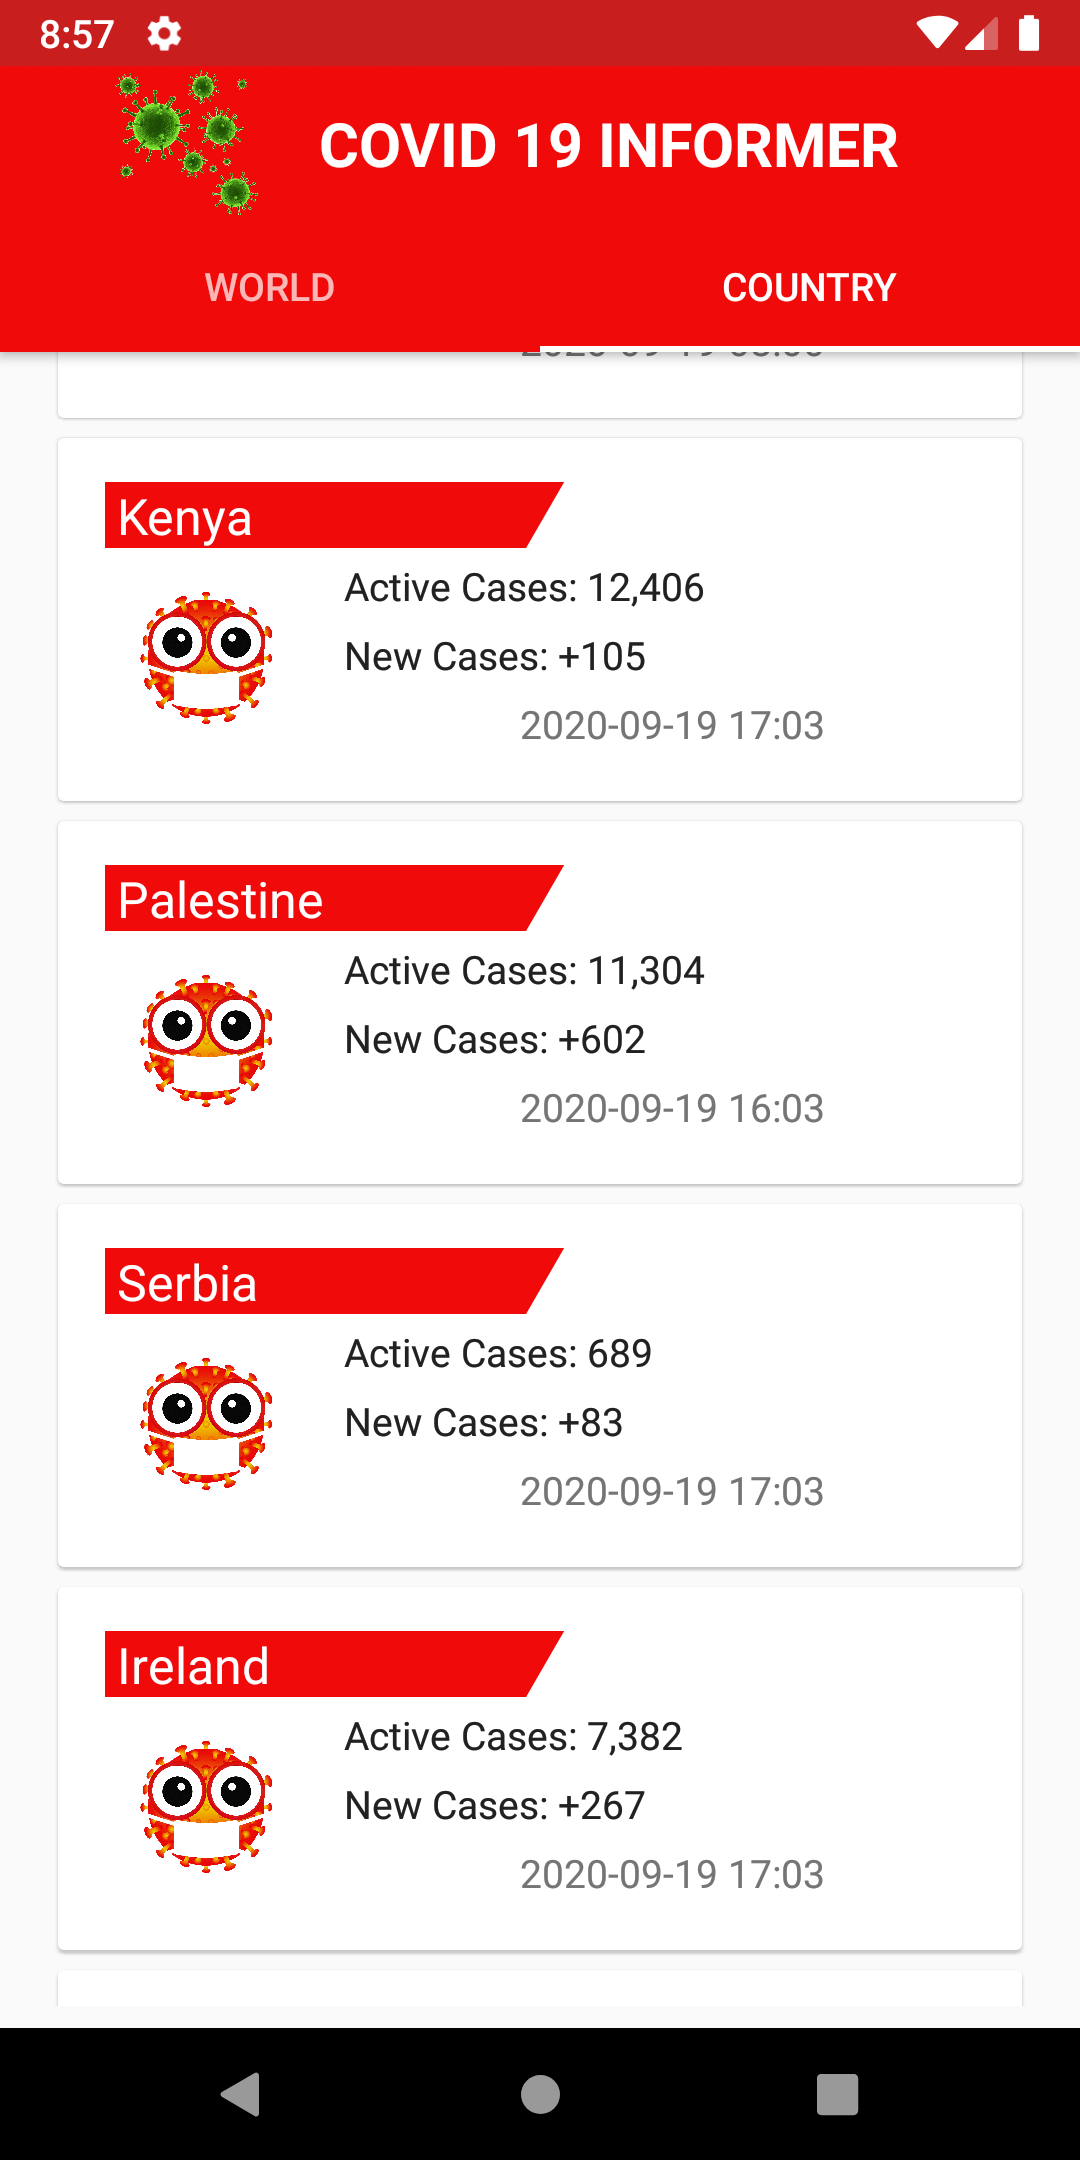 8:57
COVID 19 INFORMER
WORLD
COUNTRY
Kenya
Active Cases: 12,406
New Cases: +105
2020-09-19 17:03
Palestine
Active Cases: 11,304
New Cases: +602
2020-09-19 16:03
Serbia
Active Cases: 689
New Cases: +83
2020-09-19 17:03
Ireland
Active Cases: 7,382
New Cases: +267
2020-09-19 17:03